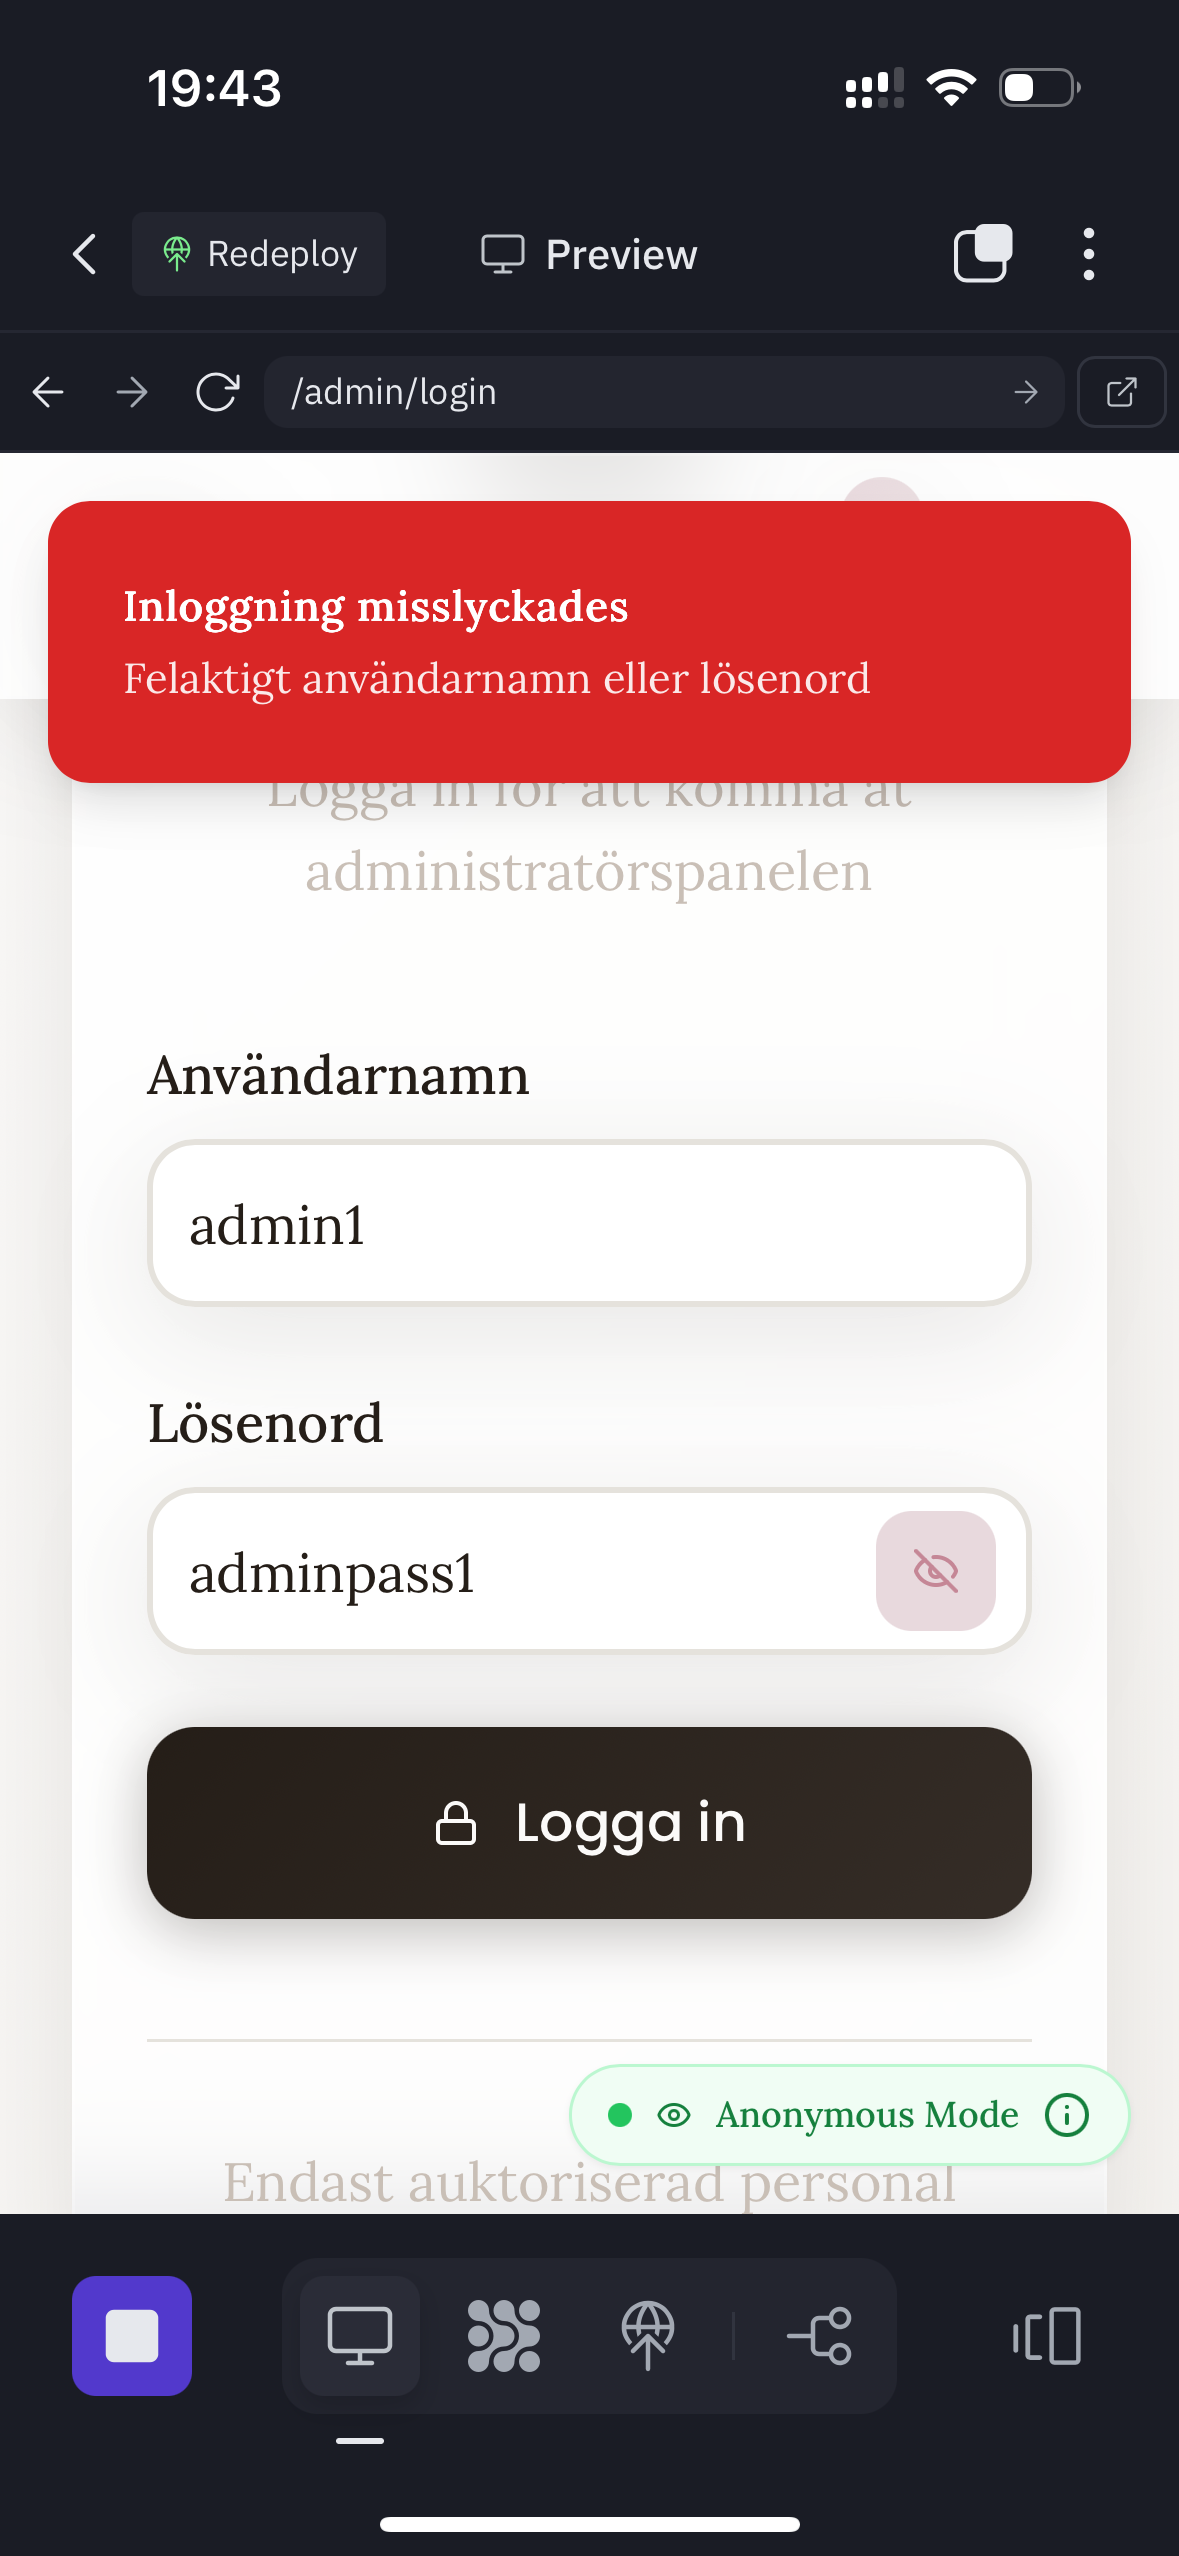 19:43
Redeploy
Preview
/admin/login
Inloggning misslyckades
Felaktigt användarnamn eller lösenord
Logga in för att komma åt
administratörspanelen
Användarnamn
admin1
Lösenord
adminpass1
Logga in
Anonymous Mode
Endast auktoriserad personal